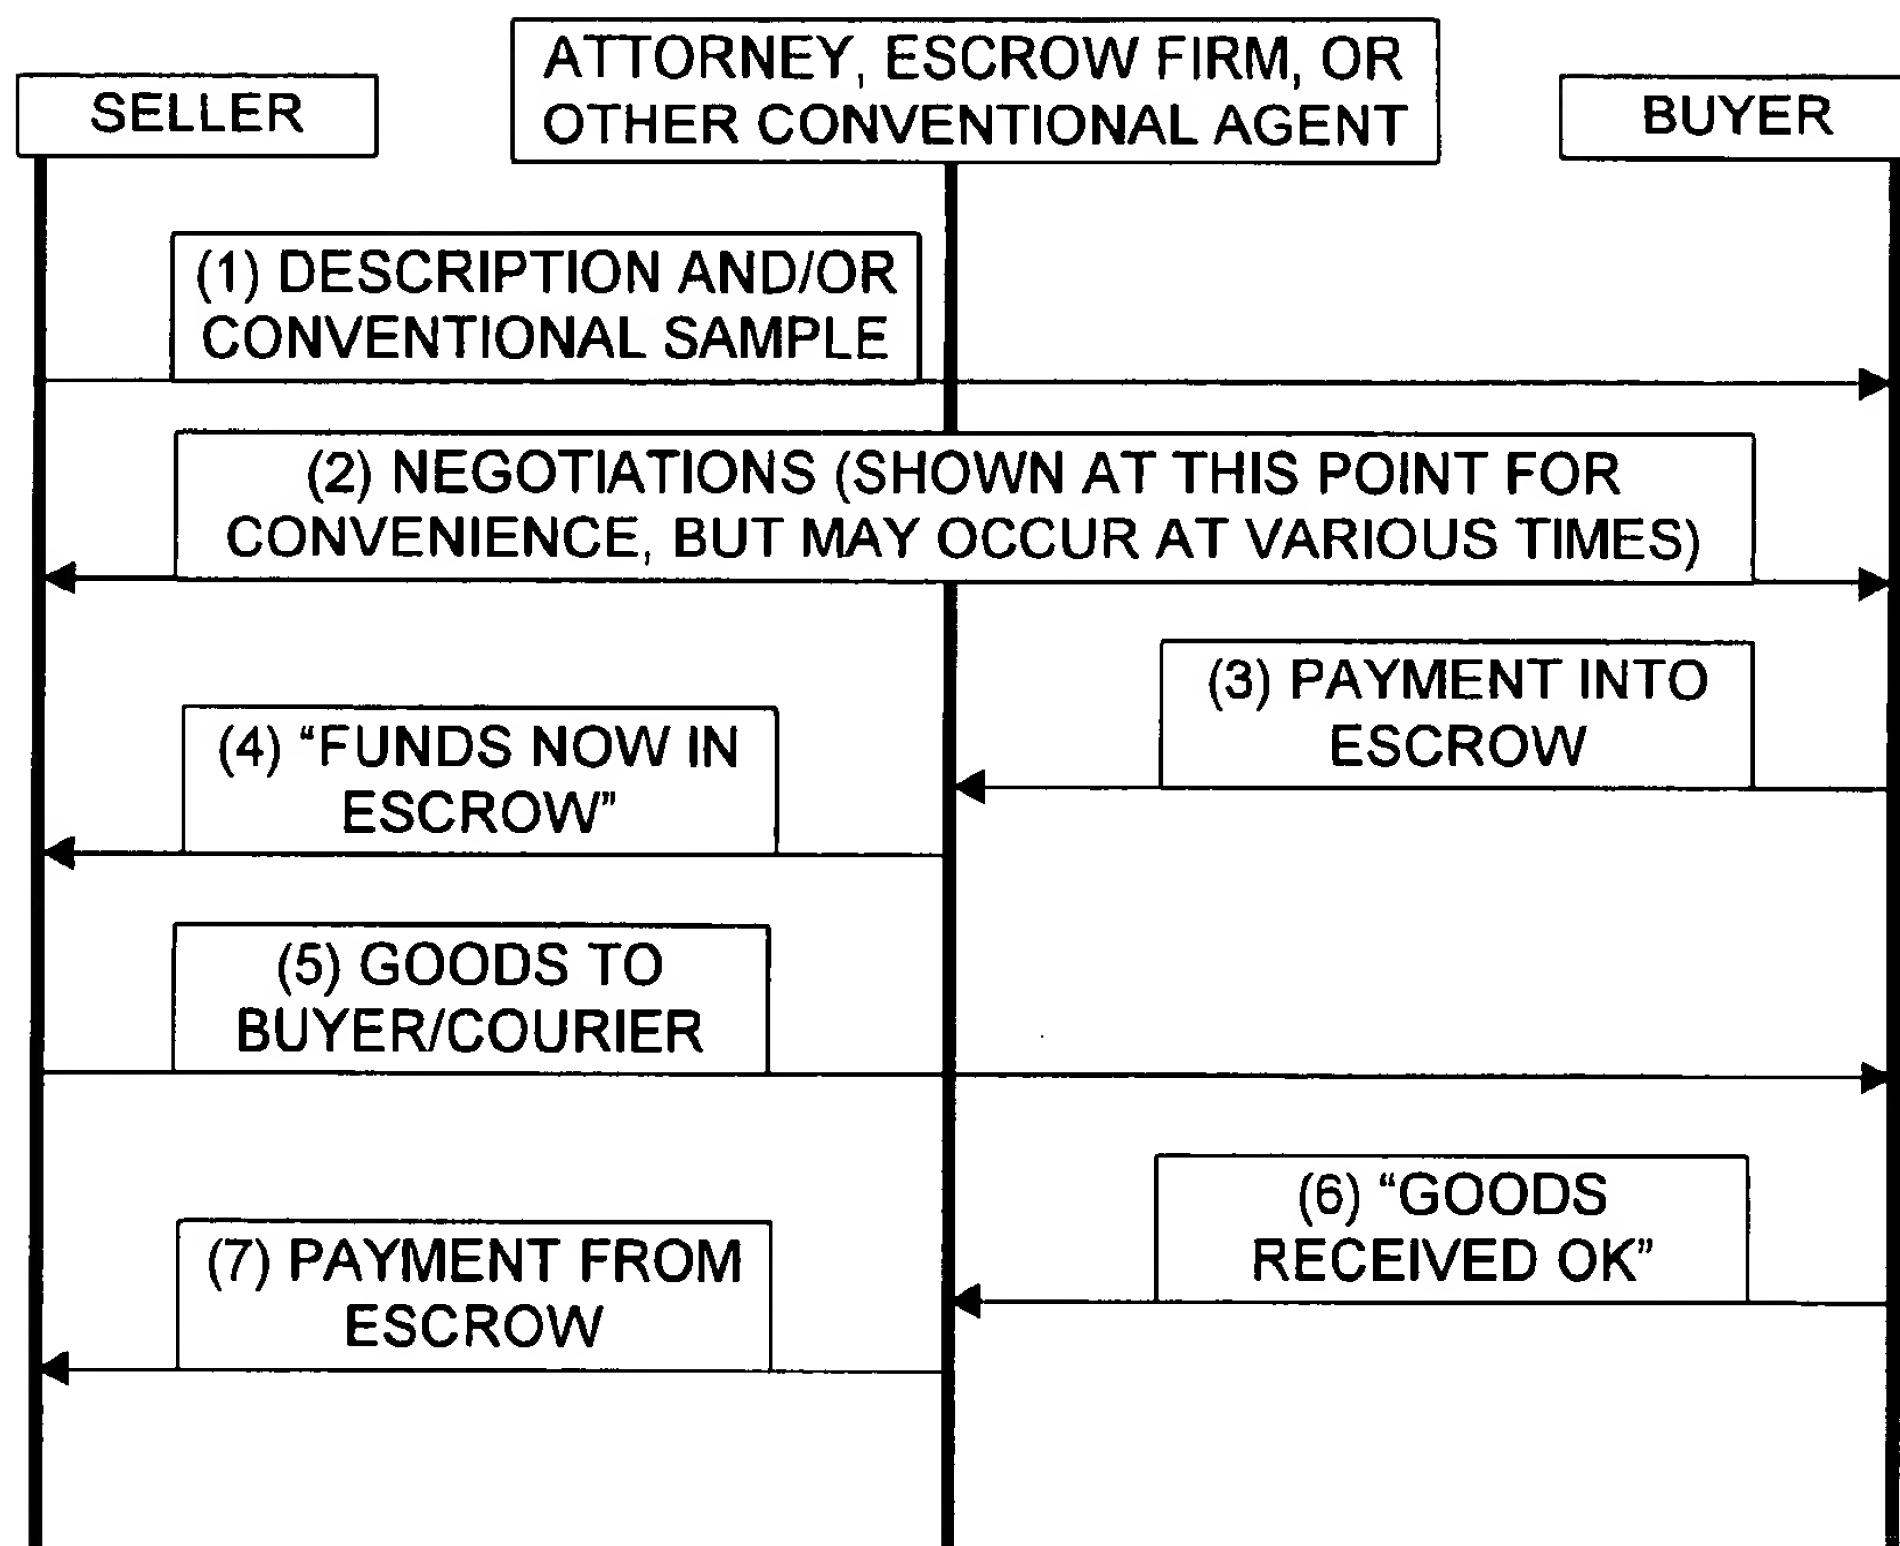 SELLER
ATTORNEY, ESCROW FIRM, OR
OTHER CONVENTIONAL AGENT
BUYER
(1) DESCRIPTION AND/OR
CONVENTIONAL SAMPLE
(2) NEGOTIATIONS (SHOWN AT THIS POINT FOR
CONVENIENCE, BUT MAY OCCUR AT VARIOUS TIMES)
(3) PAYMENT INTO
ESCROW
(4) “FUNDS NOW IN
ESCROW”
(5) GOODS TO
BUYER/COURIER
(6) “GOODS
RECEIVED OK”
(7) PAYMENT FROM
ESCROW